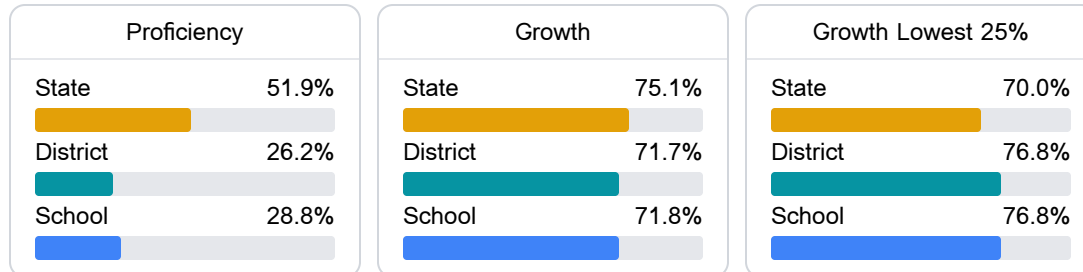 Proficiency
State 51.9%
District 26.2%
School 28.8%
Growth
State 75.1%
District 71.7%
School 71.8%
Growth Lowest 25%
State 70.0%
District 76.8%
School 76.8%